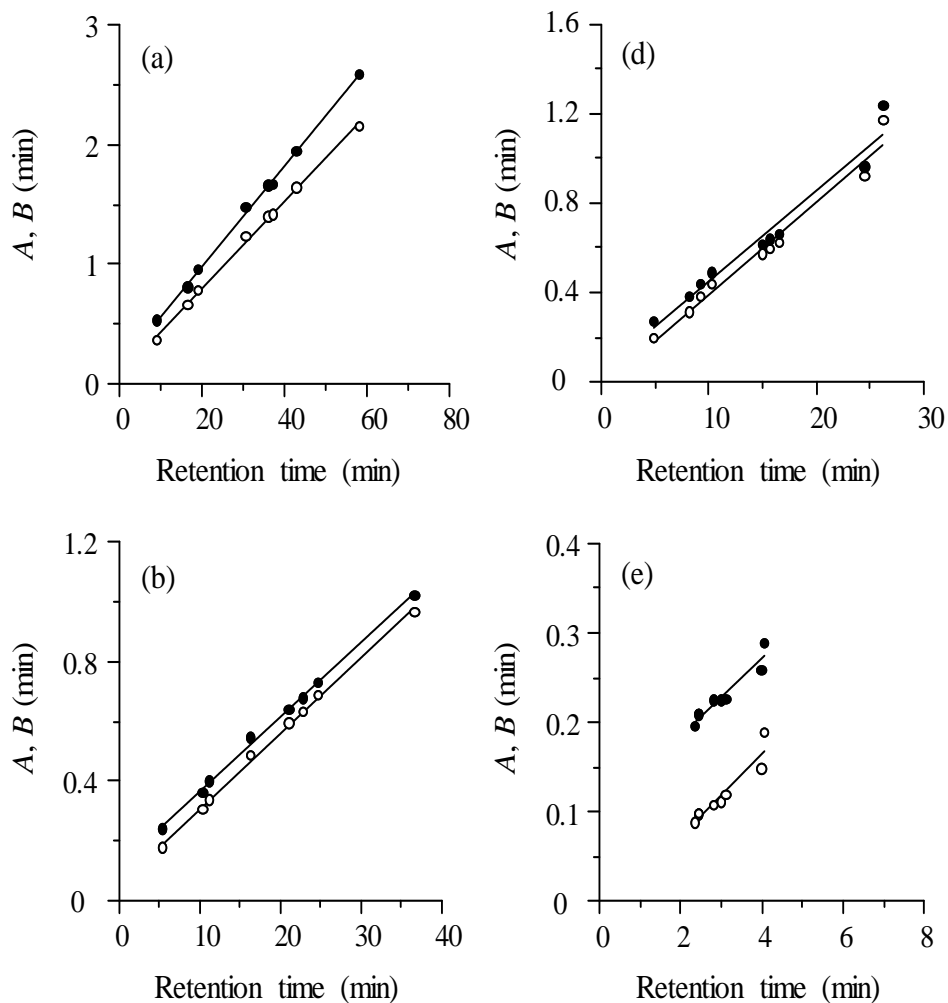 3
(a)
2
A, B (min)
1
0
0 20 40 60 80
Retention time (min)
1.6
(d)
1.2
A, B (min)
0.8
0.4
0
0 10 20 30
Retention time (min)
1.2
(b)
0.8
A, B (min)
0.4
0
0 10 20 30 40
Retention time (min)
0.4
(e)
0.3
A, B (min)
0.2
0.1
0
0 2 4 6 8
Retention time (min)